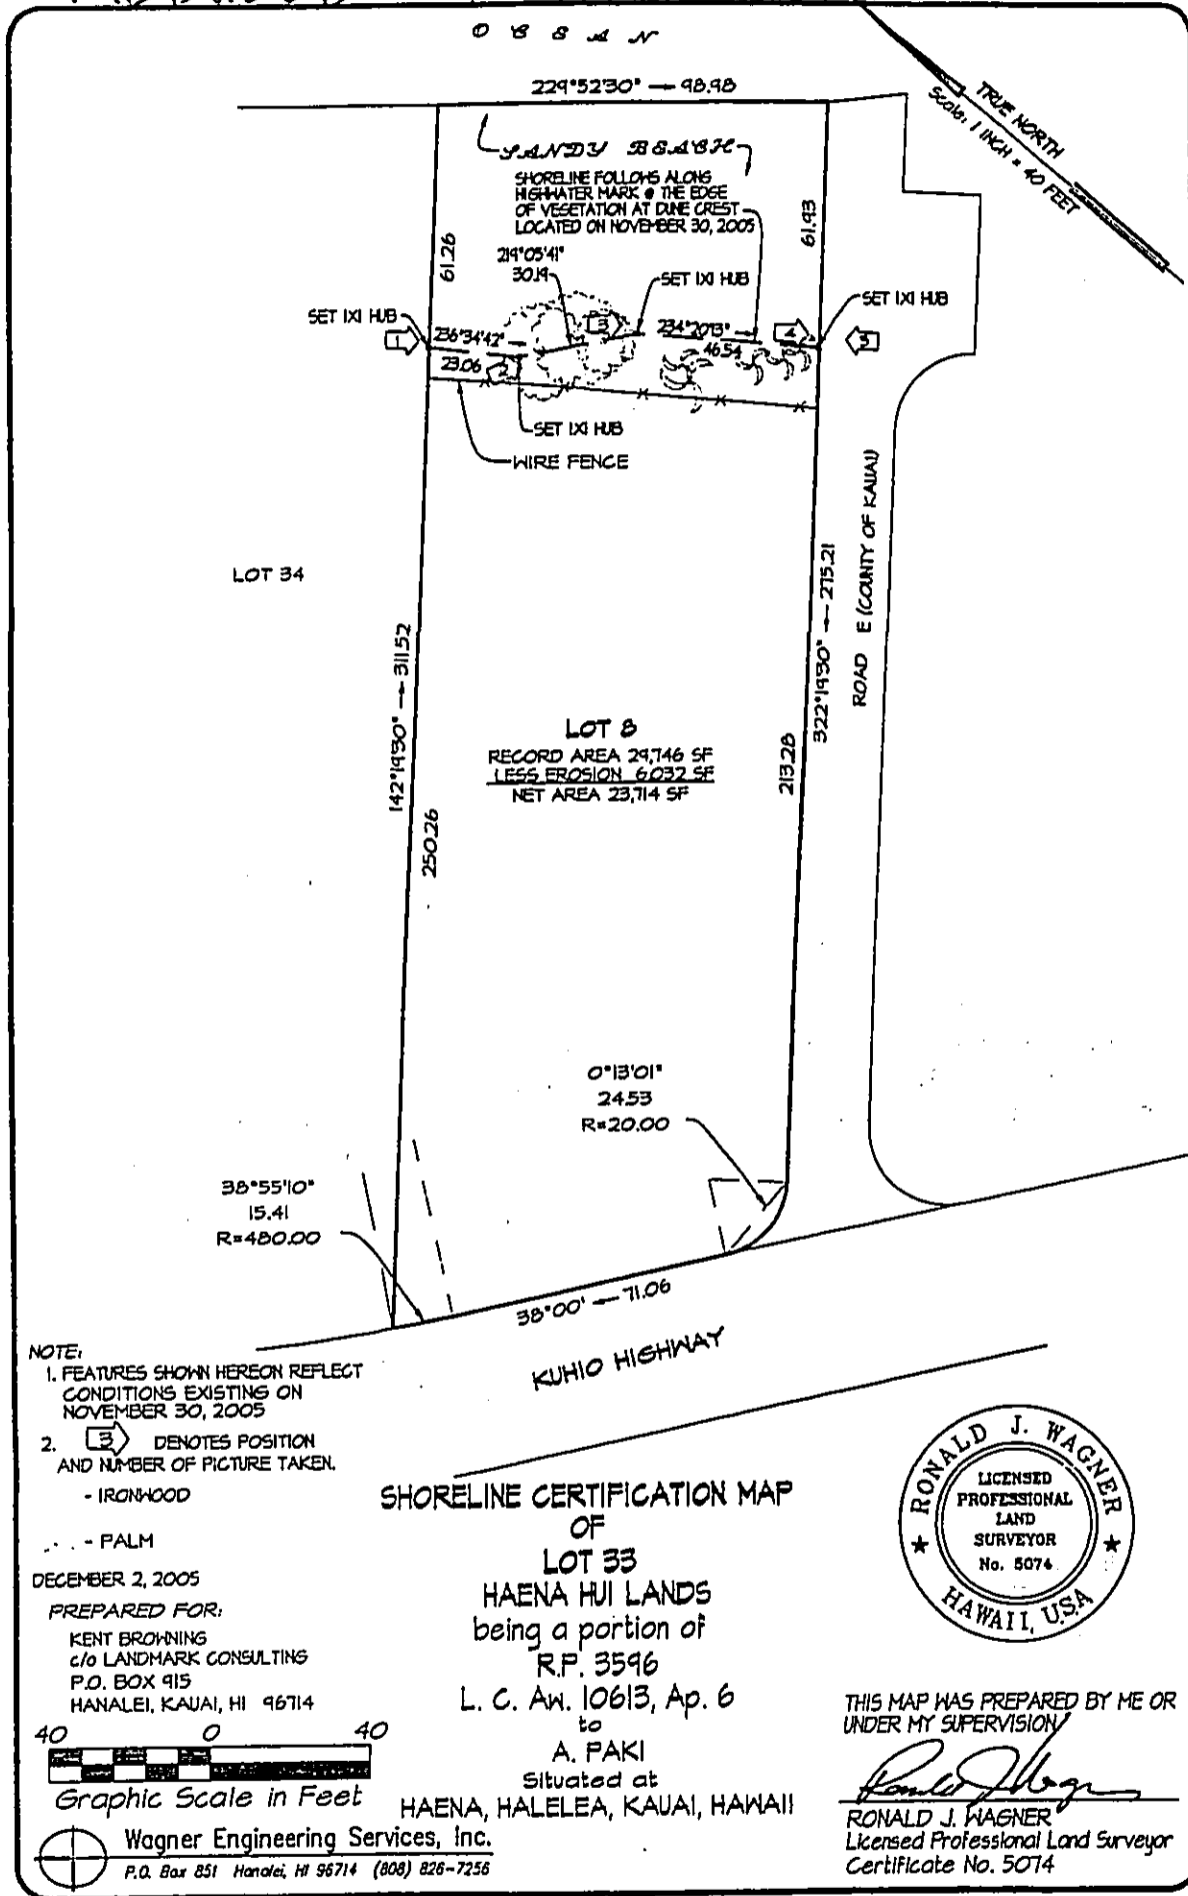 OCEAN
229°52'30" — 98.98
TRUE NORTH
Scale: 1 INCH = 40 FEET
SANDY BEACH
SHORELINE FOLLOWS ALONG
HIGHWATER MARK @ THE EDGE
OF VEGETATION AT DUNE CREST
LOCATED ON NOVEMBER 30, 2005
61.26
61.93
219°05'41"
30.19
SET 1X1 HUB
SET 1X1 HUB
SET 1X1 HUB
1
236°34'42"
23.06
2
3
234°20'13"
46.54
4
5
SET 1X1 HUB
WIRE FENCE
LOT 34
ROAD E (COUNTY OF KAUAI)
142°19'30" — 311.52
250.26
322°19'30" — 275.21
213.28
LOT 8
RECORD AREA 29,746 SF
LESS EROSION 6,032 SF
NET AREA 23,714 SF
0°13'01"
24.53
R=20.00
38°55'10"
15.41
R=480.00
38°00' — 71.06
KUHIO HIGHWAY
NOTE:
1. FEATURES SHOWN HEREON REFLECT
CONDITIONS EXISTING ON
NOVEMBER 30, 2005
2. 3 DENOTES POSITION
AND NUMBER OF PICTURE TAKEN.
- IRONWOOD
- PALM
DECEMBER 2, 2005
PREPARED FOR:
KENT BROWNING
c/o LANDMARK CONSULTING
P.O. BOX 915
HANALEI, KAUAI, HI 96714
40 0 40
Graphic Scale in Feet
Wagner Engineering Services, Inc.
P.O. Box 851 Hanalei, HI 96714 (808) 826-7256
SHORELINE CERTIFICATION MAP
OF
LOT 33
HAENA HUI LANDS
being a portion of
R.P. 3596
L. C. Aw. 10613, Ap. 6
to
A. PAKI
Situated at
HAENA, HALELEA, KAUAI, HAWAII
RONALD J. WAGNER
LICENSED
PROFESSIONAL
LAND
SURVEYOR
No. 5074
HAWAII, U.S.A
THIS MAP WAS PREPARED BY ME OR
UNDER MY SUPERVISION
RONALD J. WAGNER
Licensed Professional Land Surveyor
Certificate No. 5074